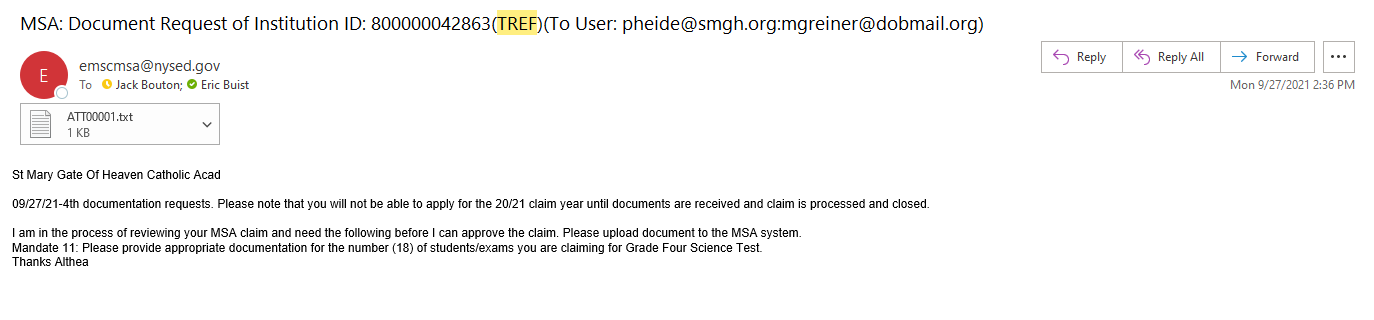 MSA: Document Request of Institution ID: 800000042863(TREF)(To User: pheide@smgh.org:mgreiner@dobmail.org)
E
emscmsa@nysed.gov
To Jack Bouton; Eric Buist
Reply
Reply All
Forward
...
Mon 9/27/2021 2:36 PM
ATT00001.txt
1 KB
St Mary Gate Of Heaven Catholic Acad
09/27/21-4th documentation requests. Please note that you will not be able to apply for the 20/21 claim year until documents are received and claim is processed and closed.
I am in the process of reviewing your MSA claim and need the following before I can approve the claim. Please upload document to the MSA system.
Mandate 11: Please provide appropriate documentation for the number (18) of students/exams you are claiming for Grade Four Science Test.
Thanks Althea